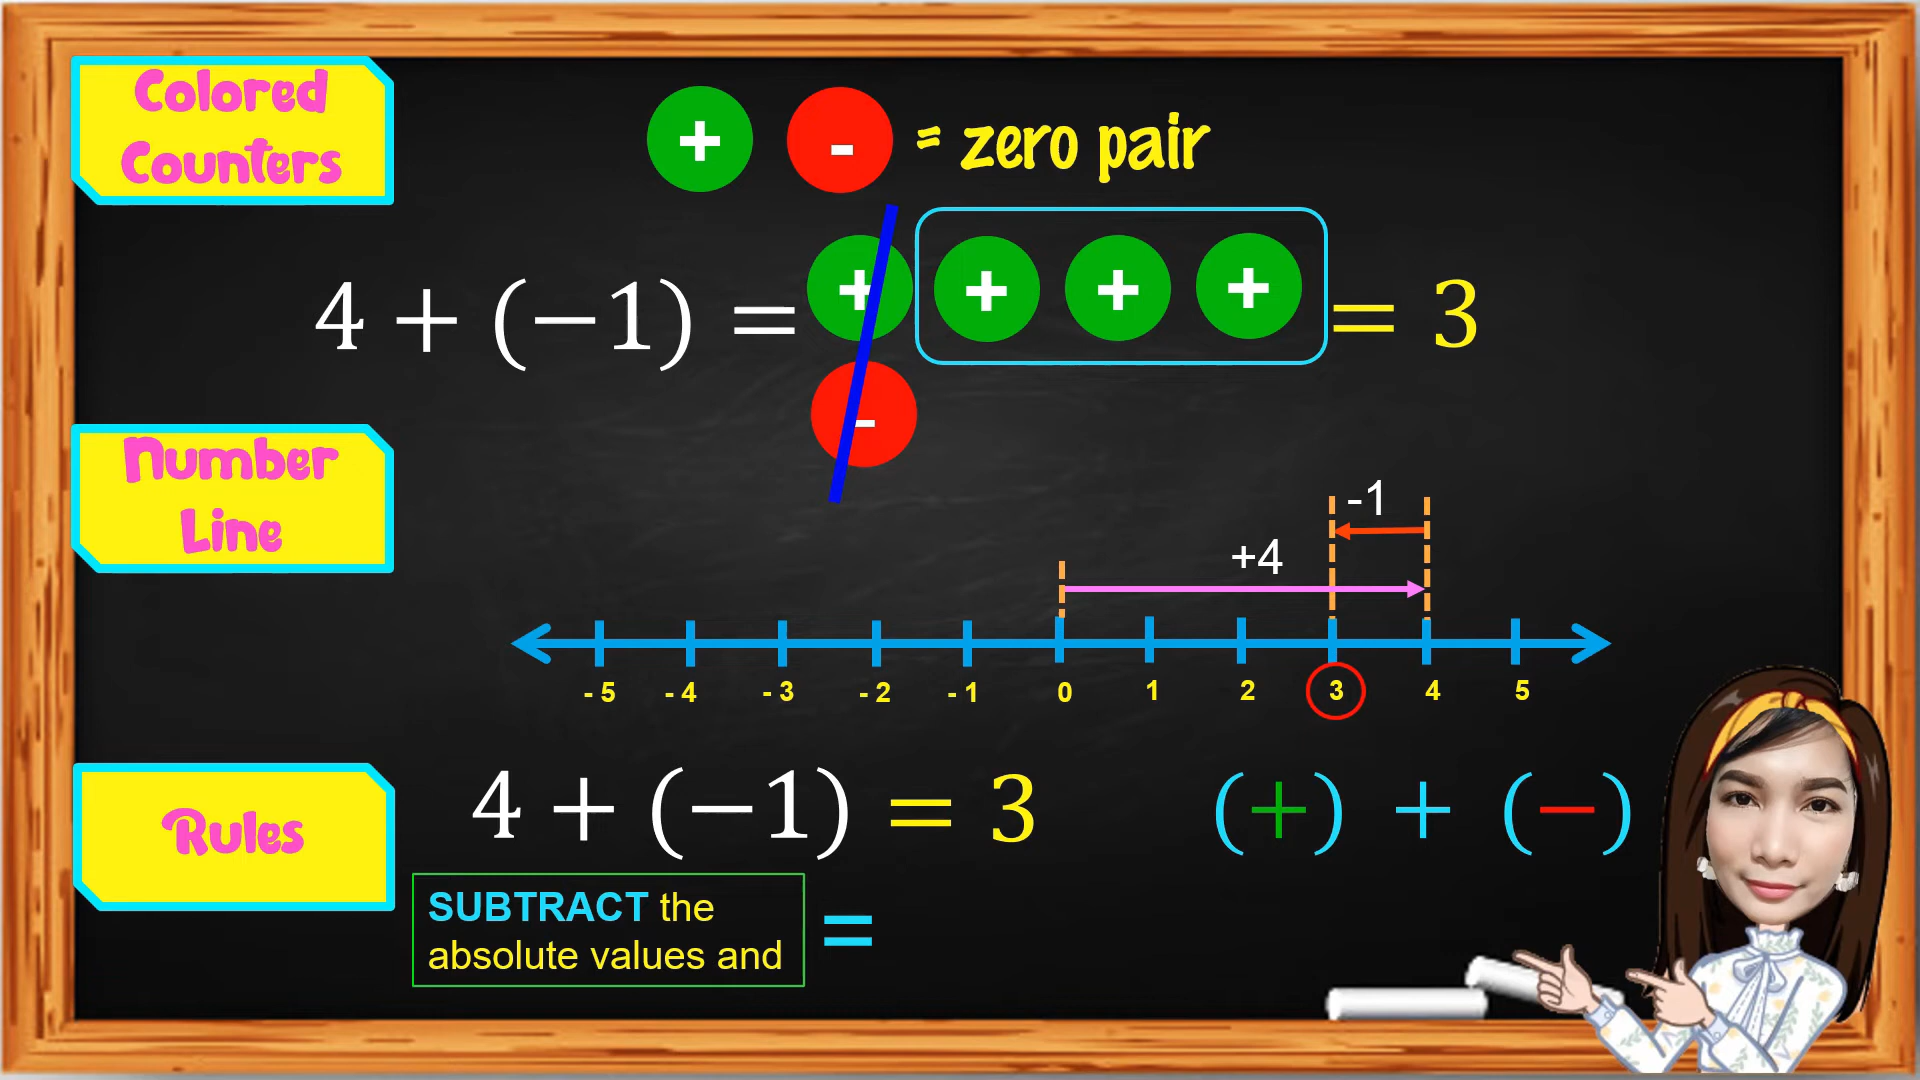 Colored
Counters
+ - = zero pair
4 + (−1) = + + + + = 3
-
Number
Line
-1
+4
- 5 - 4 - 3 - 2 - 1 0 1 2 3 4 5
Rules
4 + (−1) = 3 (+) + (−)
SUBTRACT the
absolute values and
=